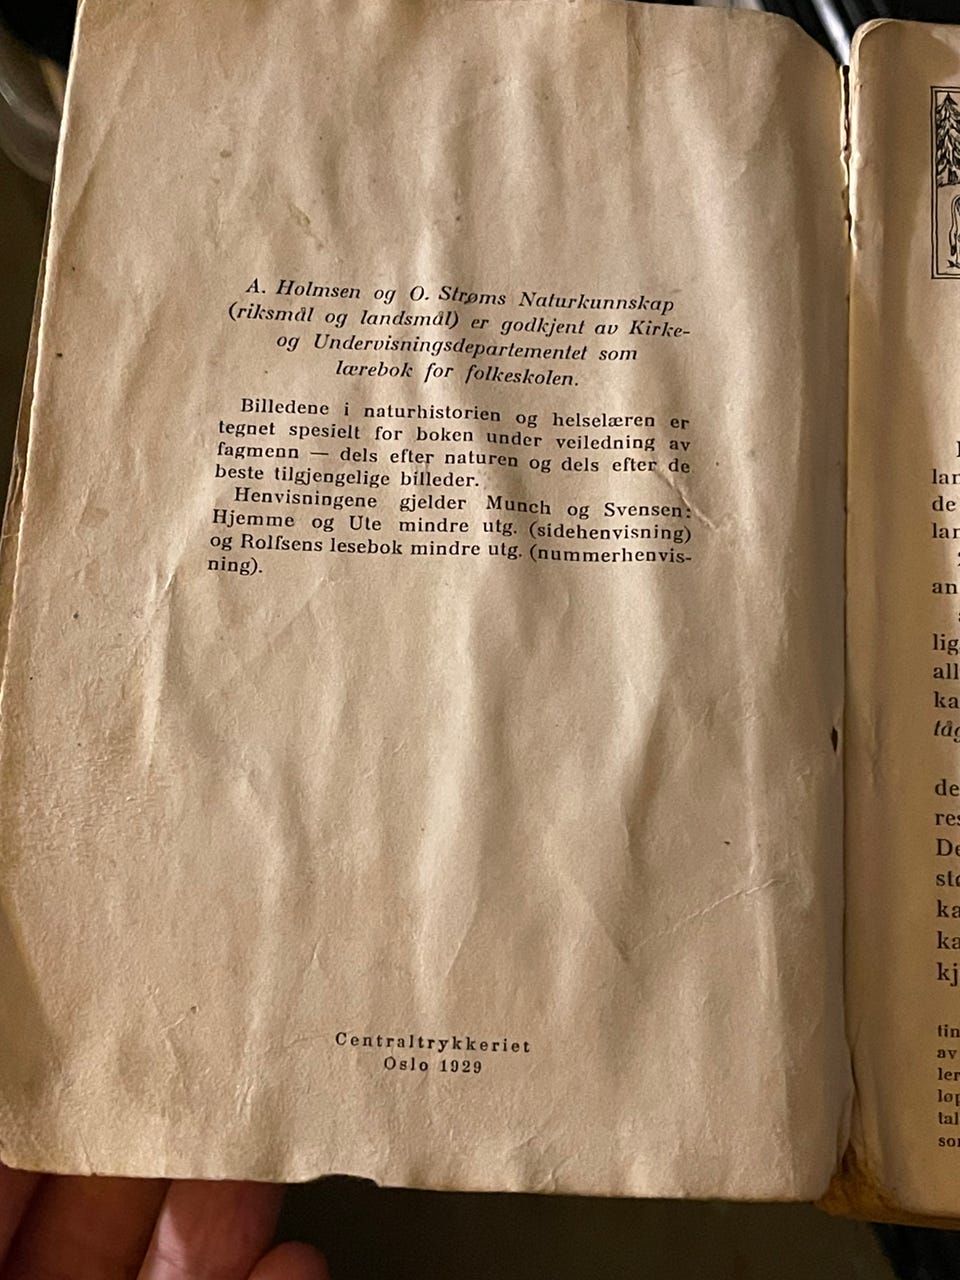 A. Holmsen og O. Strøms Naturkunnskap
(riksmål og landsmål) er godkjent av Kirke-
og Undervisningsdepartementet som
lærebok for folkeskolen.
Billedene i naturhistorien og helselæren er
tegnet spesielt for boken under veiledning av
fagmenn — dels efter naturen og dels efter de
beste tilgjengelige billeder.
Henvisningene gjelder Munch og Svensen:
Hjemme og Ute mindre utg. (sidehenvisning)
og Rolfsens lesebok mindre utg. (nummerhenvis-
ning).
Centraltrykkeriet
Oslo 1929